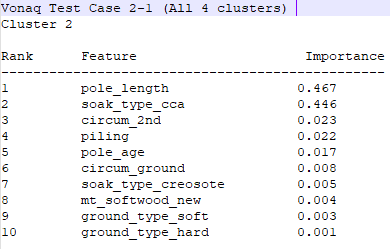 Vonaq Test Case 2-1 (All 4 clusters)
Cluster 2
Rank Feature Importance
------------------------------------------------
1 pole_length 0.467
2 soak_type_cca 0.446
3 circum_2nd 0.023
4 piling 0.022
5 pole_age 0.017
6 circum_ground 0.008
7 soak_type_creosote 0.005
8 mt_softwood_new 0.004
9 ground_type_soft 0.003
10 ground_type_hard 0.001